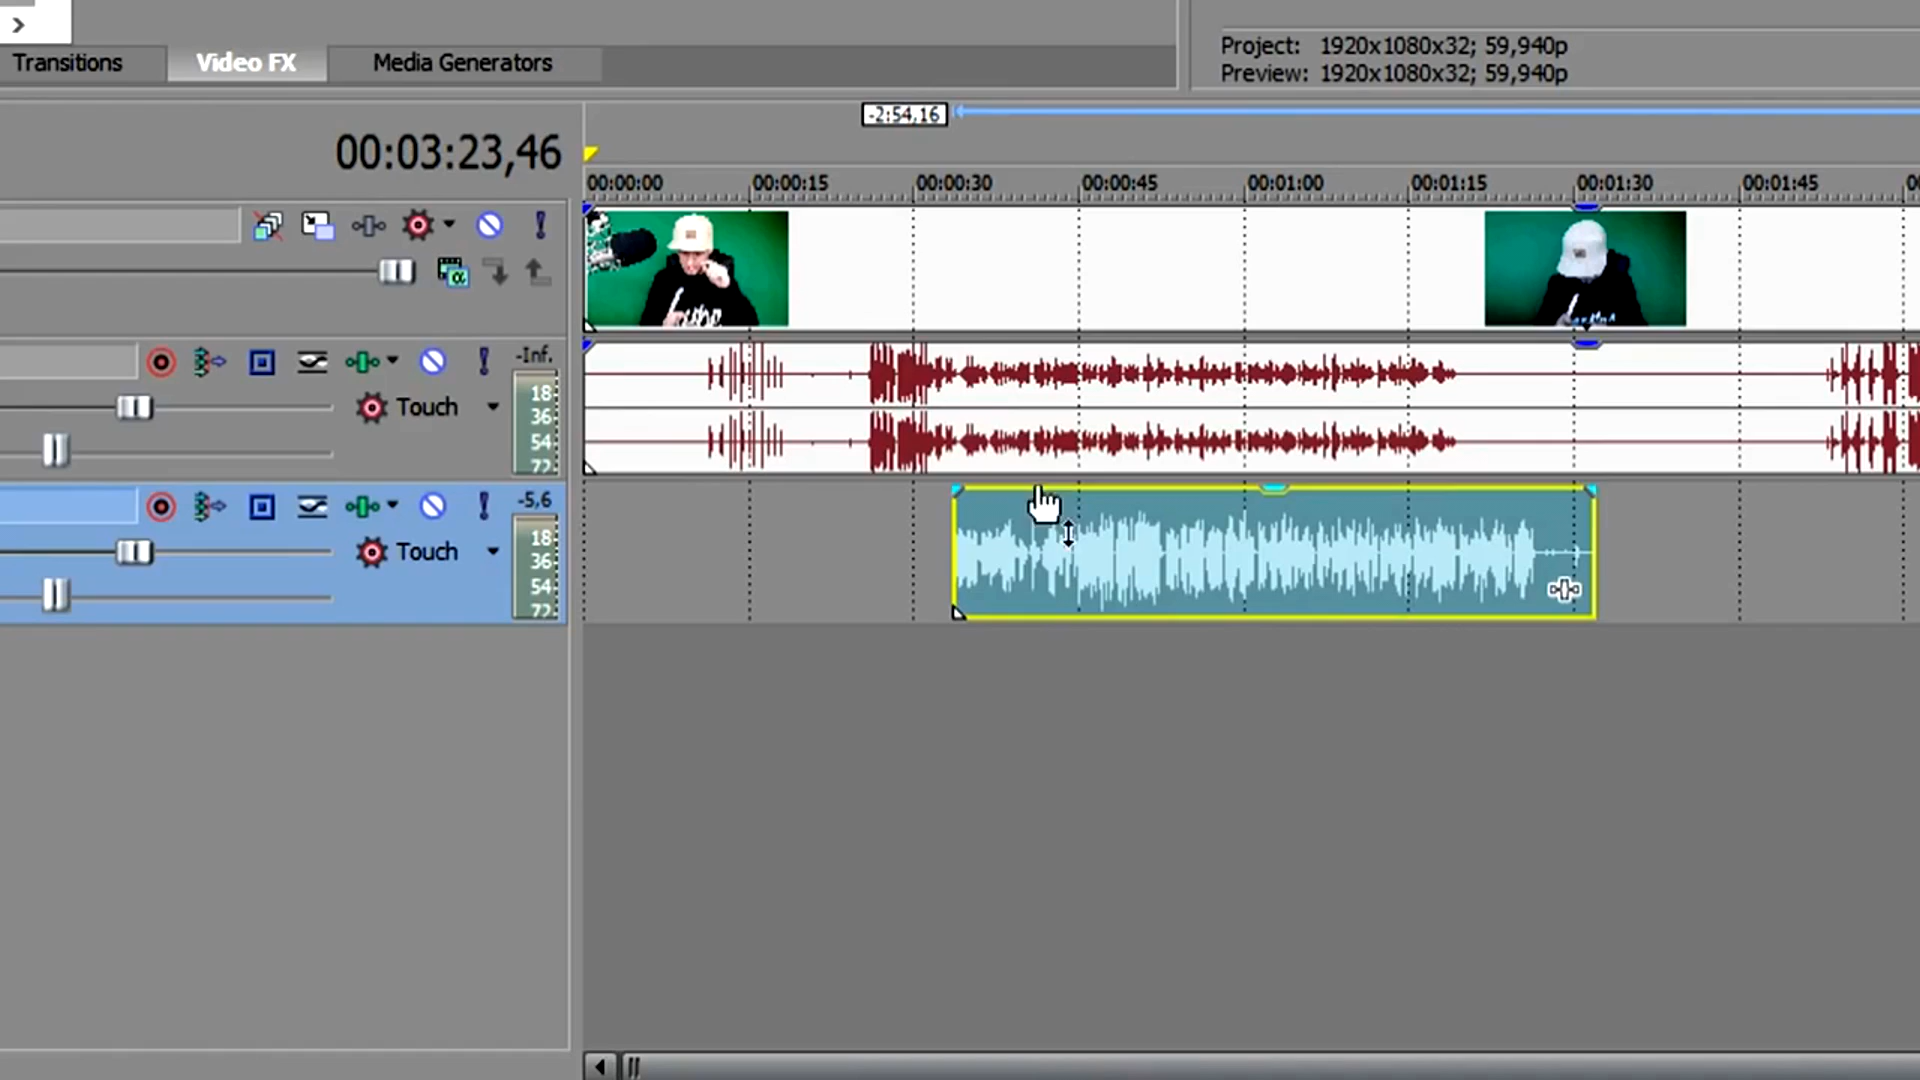 Transitions Video FX Media Generators
Project: 1920x1080x32; 59,940p
Preview: 1920x1080x32; 59,940p
-2:54,16
00:03:23,46
00:00:00 00:00:15 00:00:30 00:00:45 00:01:00 00:01:15 00:01:30 00:01:45
-Inf.
18
Touch
36
54
72
-5,6
18
Touch
36
54
72